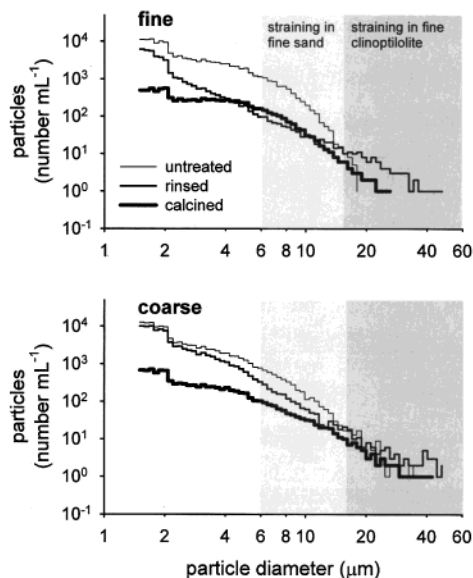 fine
straining in
fine sand
straining in fine
clinoptilolite
particles
(number mL⁻¹)
10⁴
10³
10²
10¹
10⁰
10⁻¹
untreated
rinsed
calcined
1 2 4 6 8 10 20 40 60
coarse
particles
(number mL⁻¹)
10⁴
10³
10²
10¹
10⁰
10⁻¹
1 2 4 6 8 10 20 40 60
particle diameter (μm)